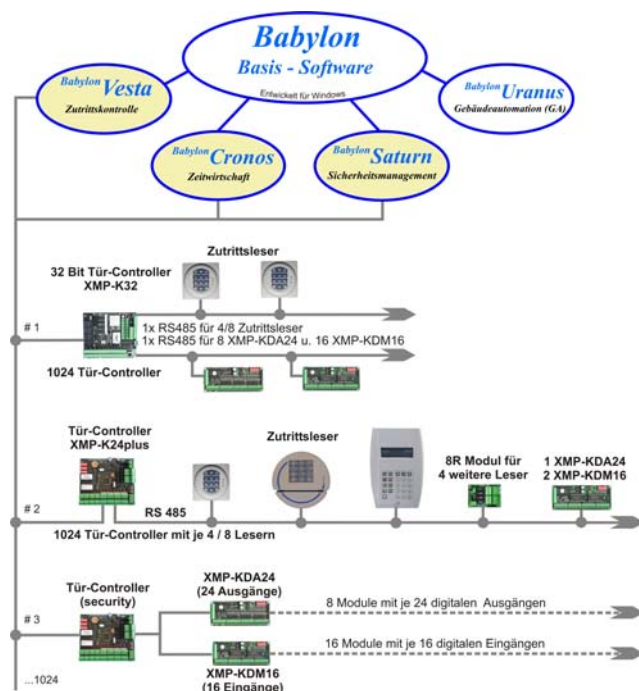 Babylon
Basis - Software
Entwickelt für Windows
Babylon Vesta
Zutrittskontrolle
Babylon Uranus
Gebäudeautomation (GA)
Babylon Cronos
Zeitwirtschaft
Babylon Saturn
Sicherheitsmanagement
Zutrittsleser
32 Bit Tür-Controller
XMP-K32
# 1
1x RS485 für 4/8 Zutrittsleser
1x RS485 für 8 XMP-KDA24 u. 16 XMP-KDM16
1024 Tür-Controller
Tür-Controller
XMP-K24plus
Zutrittsleser
8R Modul für
4 weitere Leser
1 XMP-KDA24
2 XMP-KDM16
# 2
RS 485
1024 Tür-Controller mit je 4 / 8 Lesern
Tür-Controller
(security)
XMP-KDA24
(24 Ausgänge)
8 Module mit je 24 digitalen Ausgängen
# 3
16 Module mit je 16 digitalen Eingängen
XMP-KDM16
(16 Eingänge)
...1024